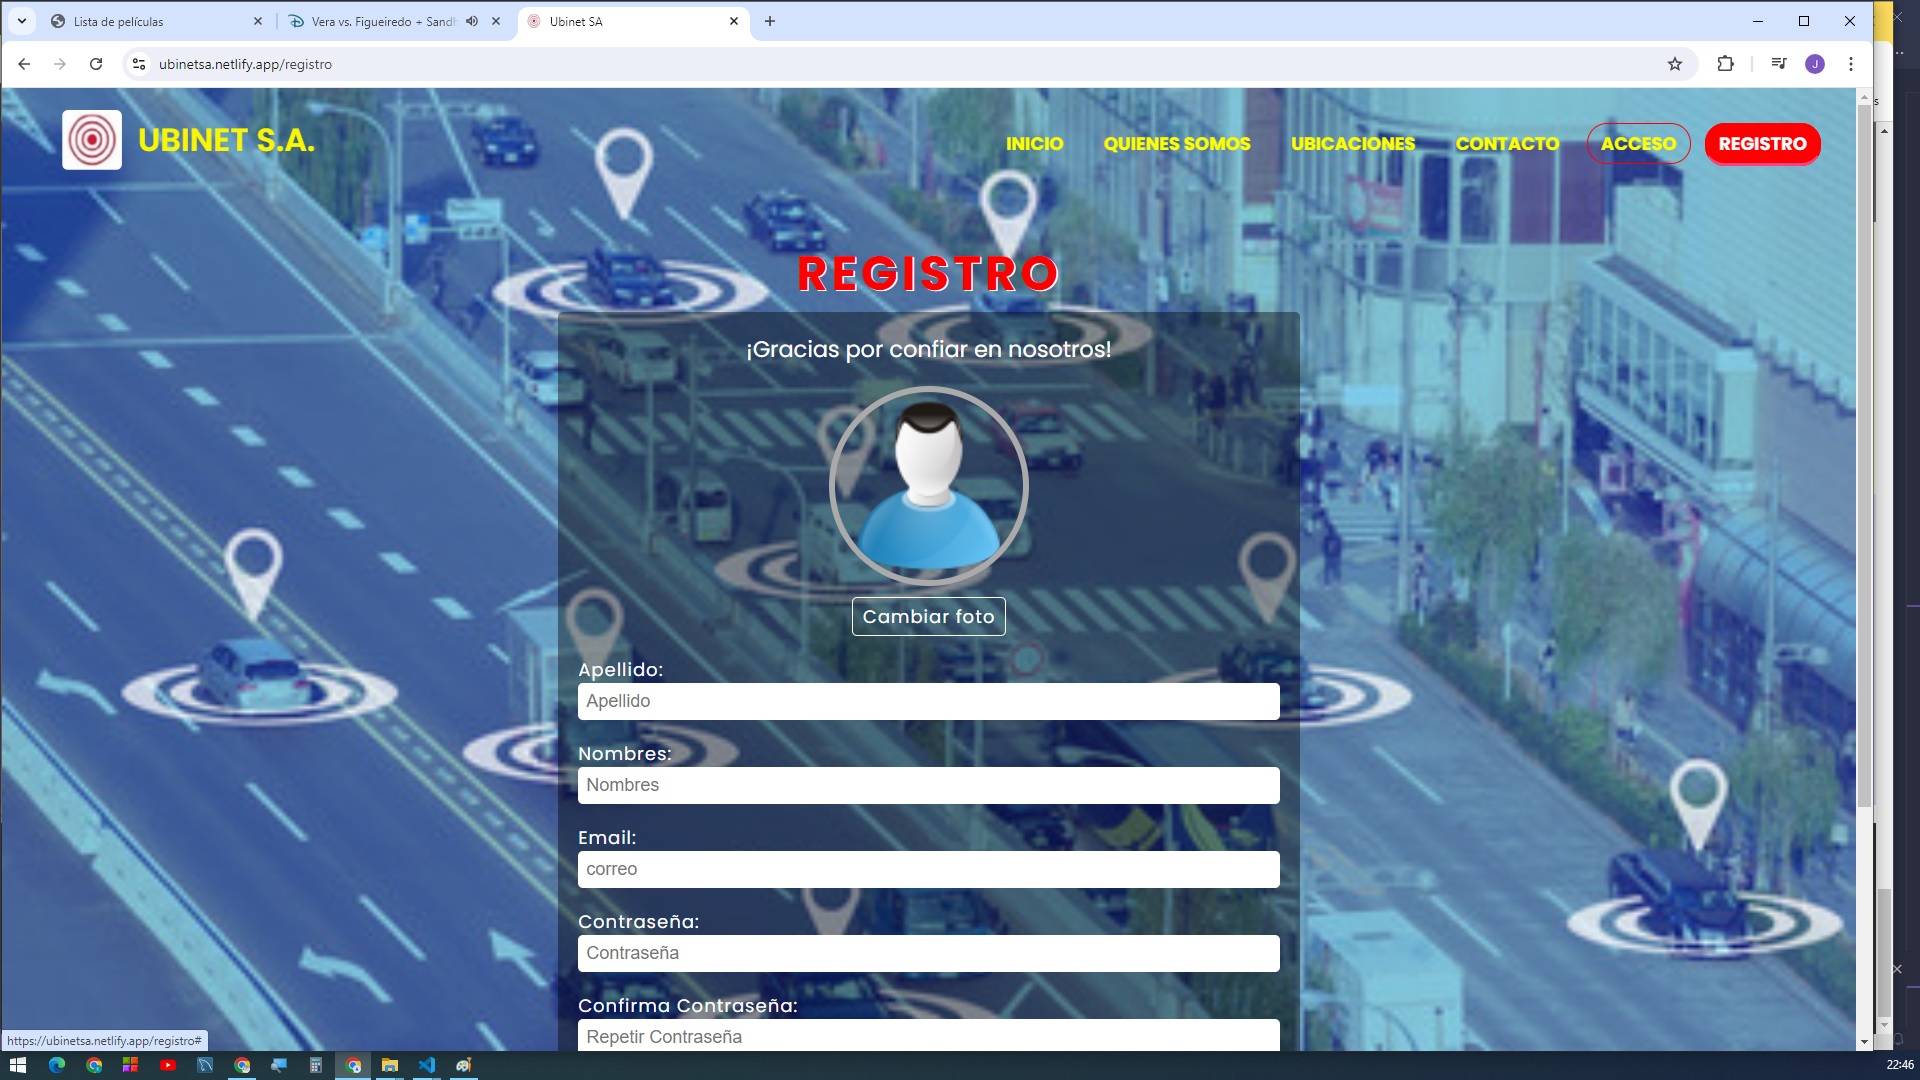 Lista de películas
Vera vs. Figueiredo + Sandh
Ubinet SA
ubinetsa.netlify.app/registro
J
UBINET S.A.
INICIO
QUIENES SOMOS
UBICACIONES
CONTACTO
ACCESO
REGISTRO
REGISTRO
¡Gracias por confiar en nosotros!
Cambiar foto
Apellido:
Apellido
Nombres:
Nombres
Email:
correo
Contraseña:
Contraseña
Confirma Contraseña:
Repetir Contraseña
https://ubinetsa.netlify.app/registro#
22:46